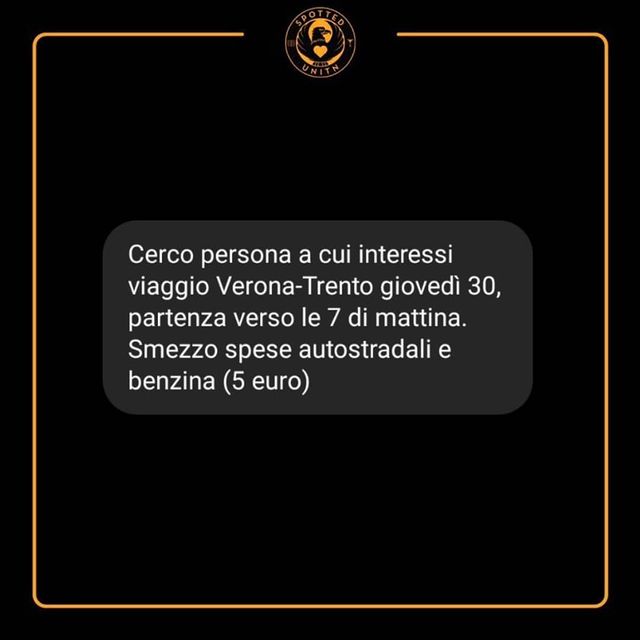 SPOTTED
UNITN
Cerco persona a cui interessi
viaggio Verona-Trento giovedì 30,
partenza verso le 7 di mattina.
Smezzo spese autostradali e
benzina (5 euro)